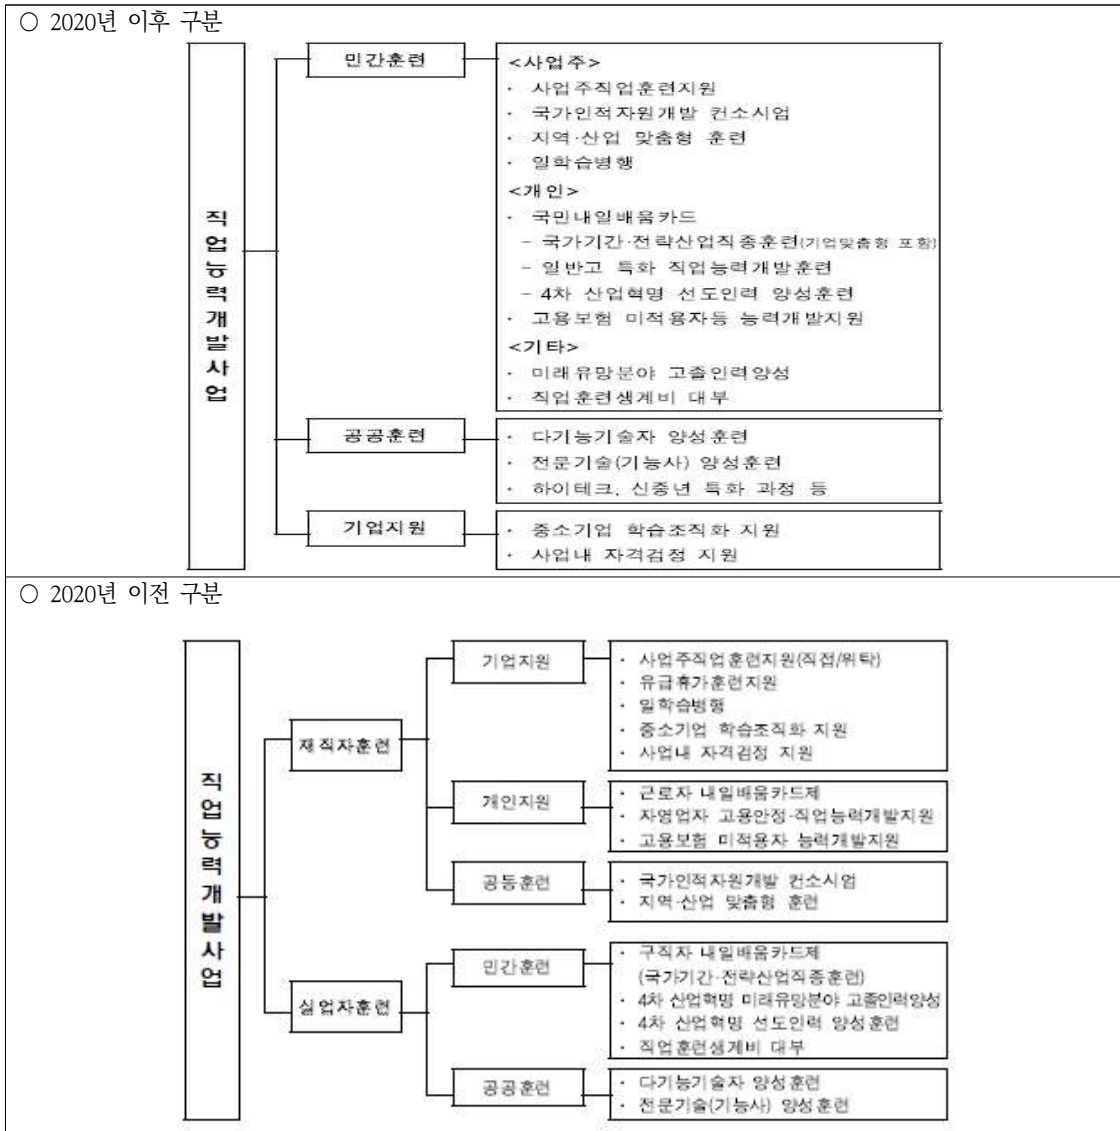 ○ 2020년 이후 구분
직업능력개발사업
민간훈련
<사업주>
· 사업주직업훈련지원
· 국가인적자원개발 컨소시엄
· 지역·산업 맞춤형 훈련
· 일학습병행
<개인>
· 국민내일배움카드
- 국가기간·전략산업직종훈련(기업맞춤형 포함)
- 일반고 특화 직업능력개발훈련
- 4차 산업혁명 선도인력 양성훈련
· 고용보험 미적용자등 능력개발지원
<기타>
· 미래유망분야 고졸인력양성
· 직업훈련생계비 대부
공공훈련
· 다기능기술자 양성훈련
· 전문기술(기능사) 양성훈련
· 하이테크, 신중년 특화 과정 등
기업지원
· 중소기업 학습조직화 지원
· 사업내 자격검정 지원
○ 2020년 이전 구분
직업능력개발사업
재직자훈련
기업지원
· 사업주직업훈련지원(직접/위탁)
· 유급휴가훈련지원
· 일학습병행
· 중소기업 학습조직화 지원
· 사업내 자격검정 지원
개인지원
· 근로자 내일배움카드제
· 자영업자 고용안정·직업능력개발지원
· 고용보험 미적용자 능력개발지원
공동훈련
· 국가인적자원개발 컨소시엄
· 지역·산업 맞춤형 훈련
실업자훈련
민간훈련
· 구직자 내일배움카드제
(국가기간·전략산업직종훈련)
· 4차 산업혁명 미래유망분야 고졸인력양성
· 4차 산업혁명 선도인력 양성훈련
· 직업훈련생계비 대부
공공훈련
· 다기능기술자 양성훈련
· 전문기술(기능사) 양성훈련